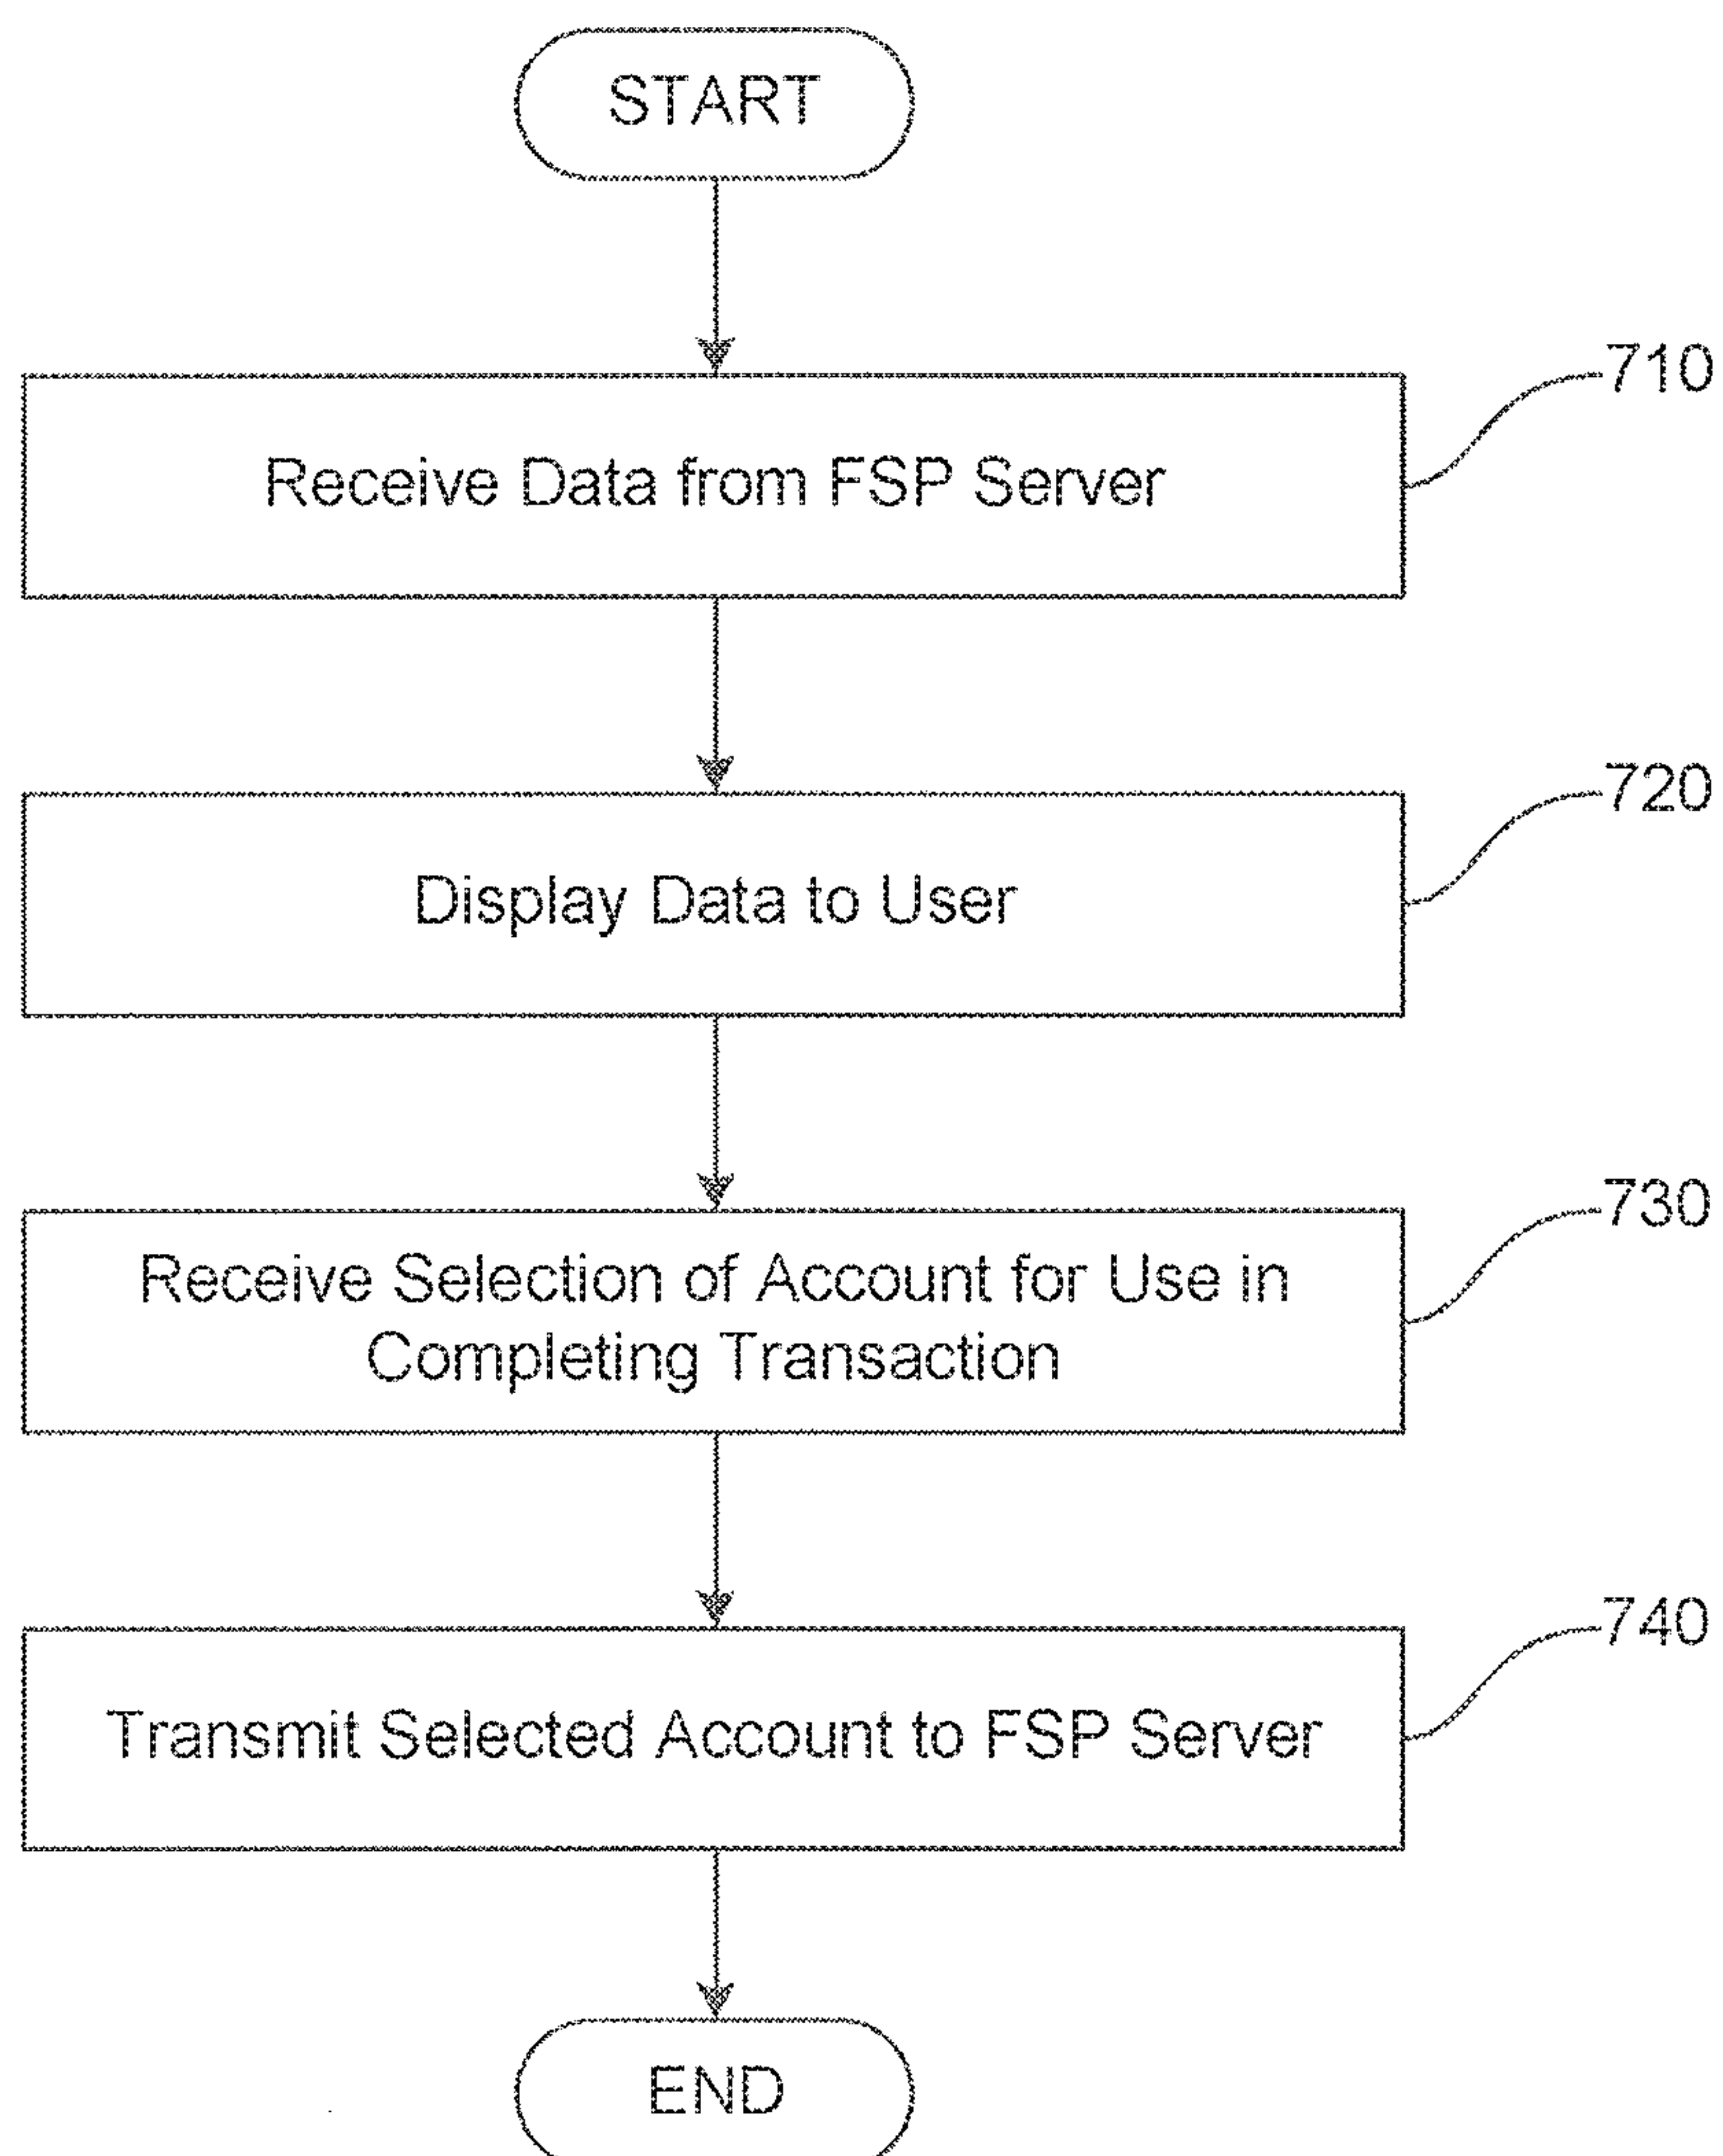 START
710
Receive Data from FSP Server
720
Display Data to User
730
Receive Selection of Account for Use in
Completing Transaction
740
Transmit Selected Account to FSP Server
END